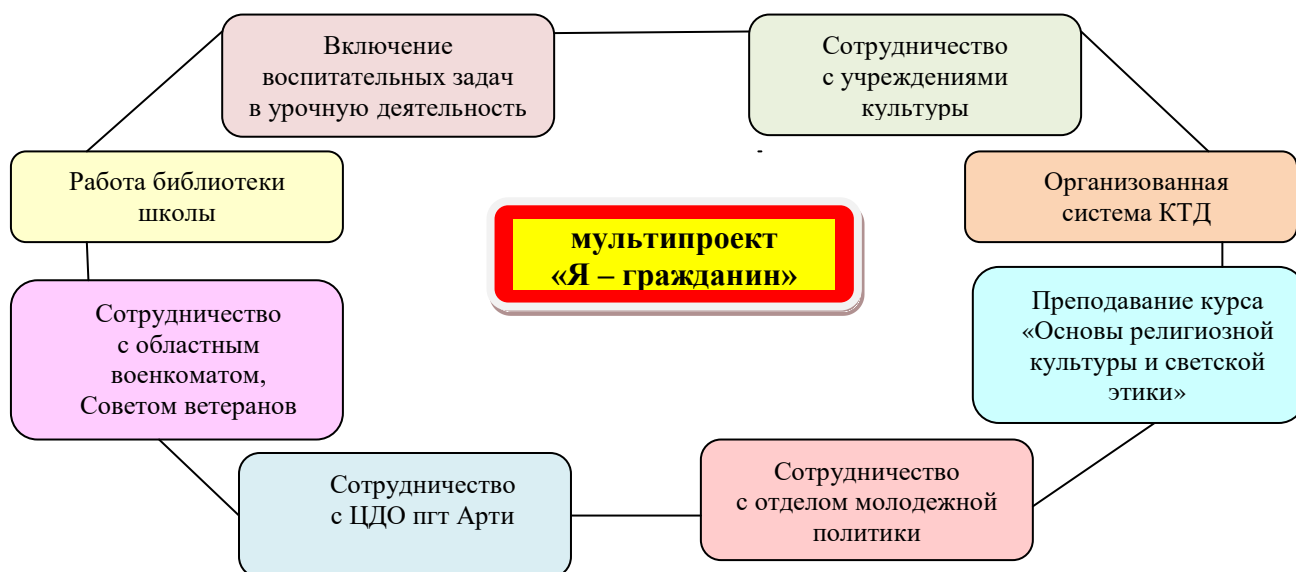 Включение
воспитательных задач
в урочную деятельность
Сотрудничество
с учреждениями
культуры
-
Работа библиотеки
школы
Организованная
система КТД
мультипроект
«Я – гражданин»
Сотрудничество
с областным
военкоматом,
Советом ветеранов
Преподавание курса
«Основы религиозной
культуры и светской
этики»
Сотрудничество
с ЦДО пгт Арти
Сотрудничество
с отделом молодежной
политики